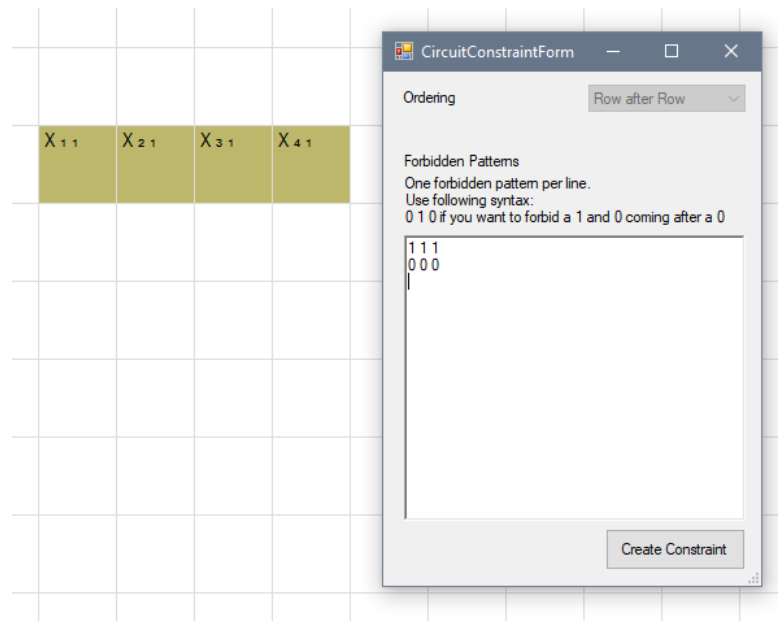 CircuitConstraintForm
Ordering
Row after Row
X 1 1
X 2 1
X 3 1
X 4 1
Forbidden Patterns
One forbidden pattern per line.
Use following syntax:
0 1 0 if you want to forbid a 1 and 0 coming after a 0
1 1 1
0 0 0
Create Constraint